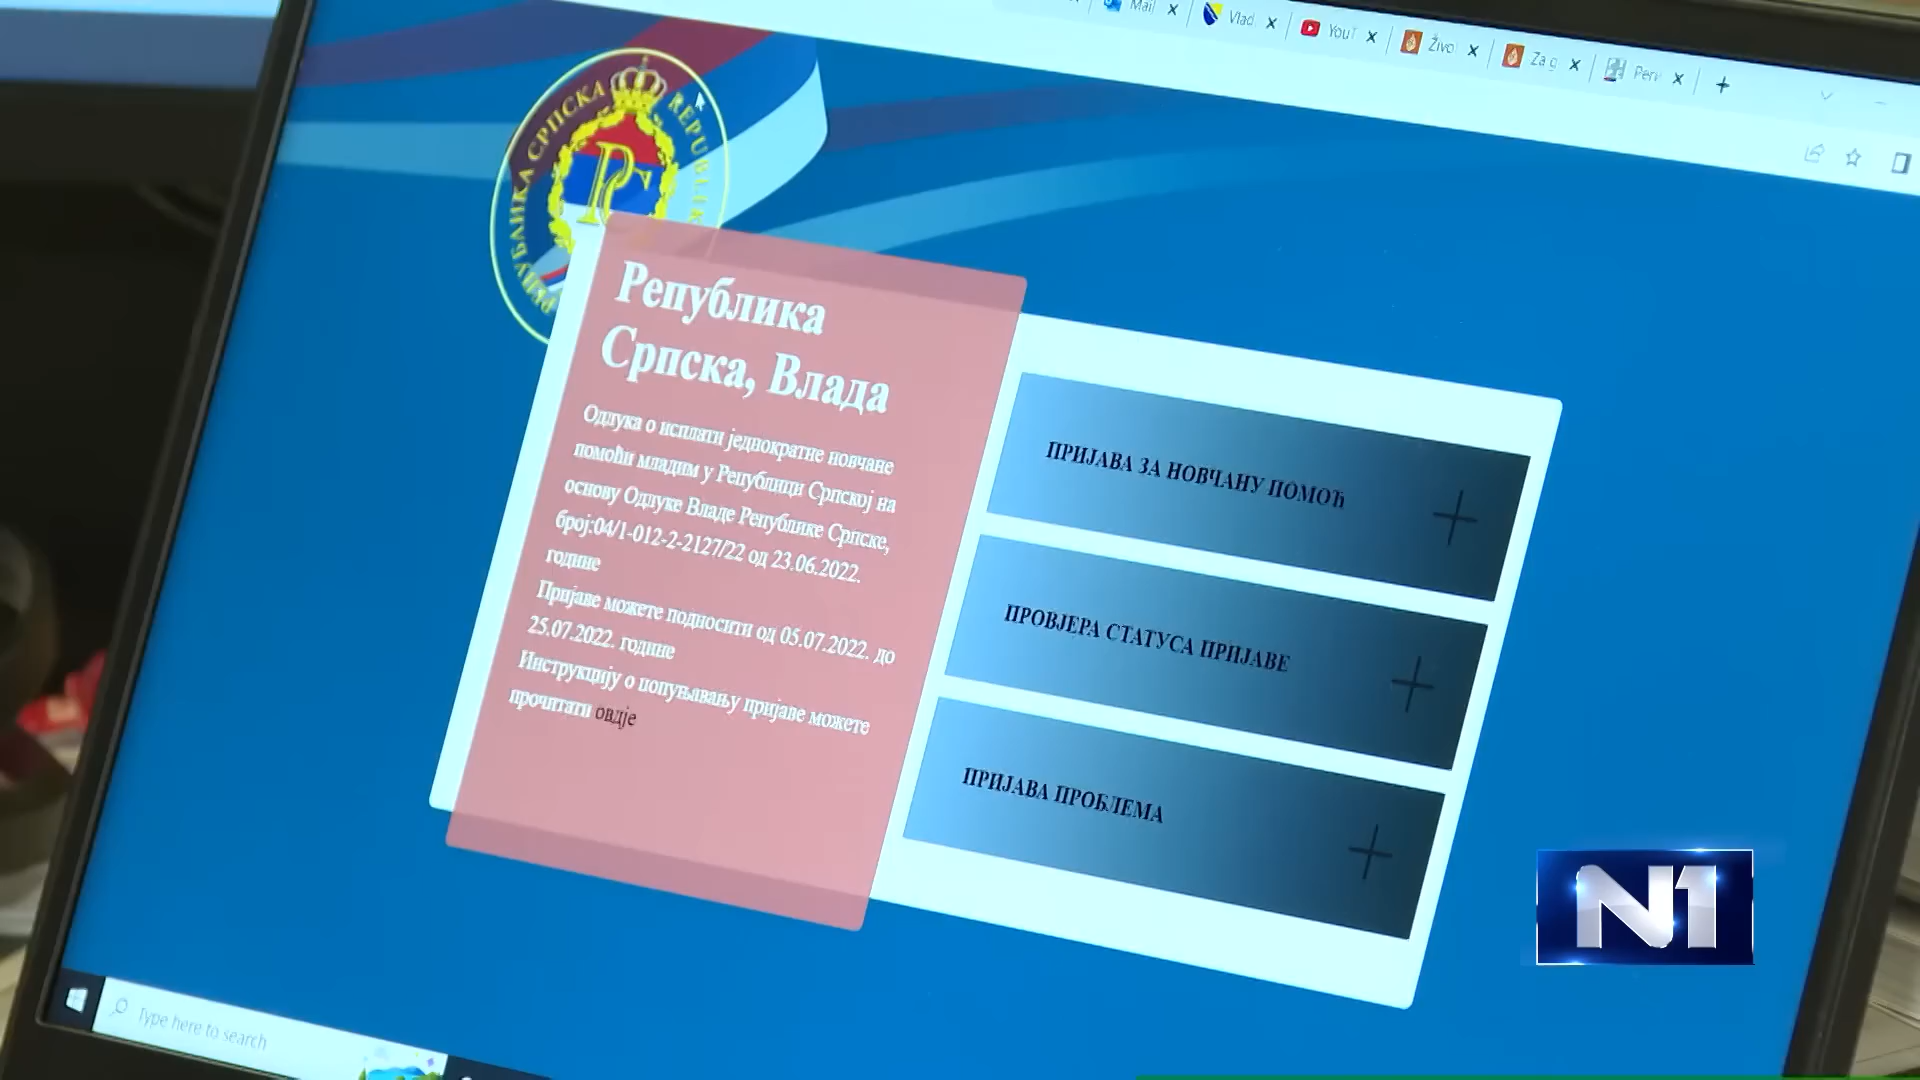 Mail
Vlad
YouT
Živo
Za g
Perv
РЕПУБЛИКА СРПСКА
REPUBLIK
РС
Република
Српска, Влада
Одлука о исплати једнократне новчане
помоћи младим у Републици Српској на
основу Одлуке Владе Републике Српске,
број:04/1-012-2-2127/22 од 23.06.2022.
године
Пријаве можете подносити од 05.07.2022. до
25.07.2022. године
Инструкцију о попуњавању пријаве можете
прочитати овдје
ПРИЈАВА ЗА НОВЧАНУ ПОМОЋ
ПРОВЈЕРА СТАТУСА ПРИЈАВЕ
ПРИЈАВА ПРОБЛЕМА
N1
Type here to search